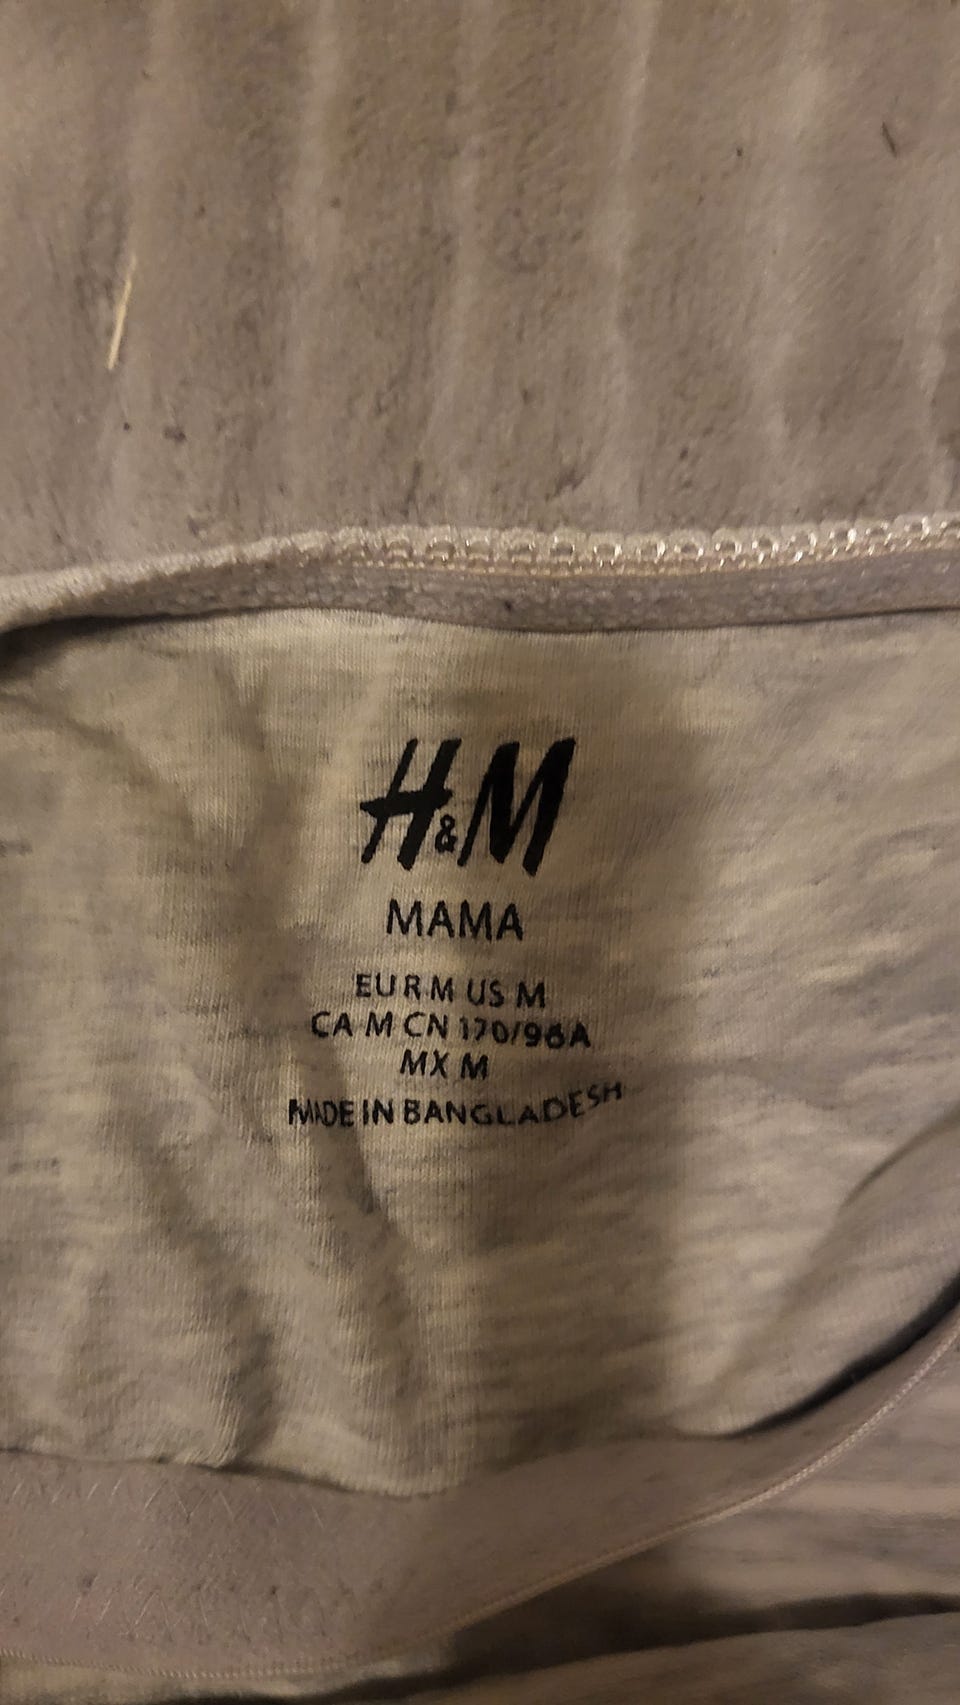 H&M
MAMA
EUR M US M
CA M CN 170/96A
MX M
MADE IN BANGLADESH